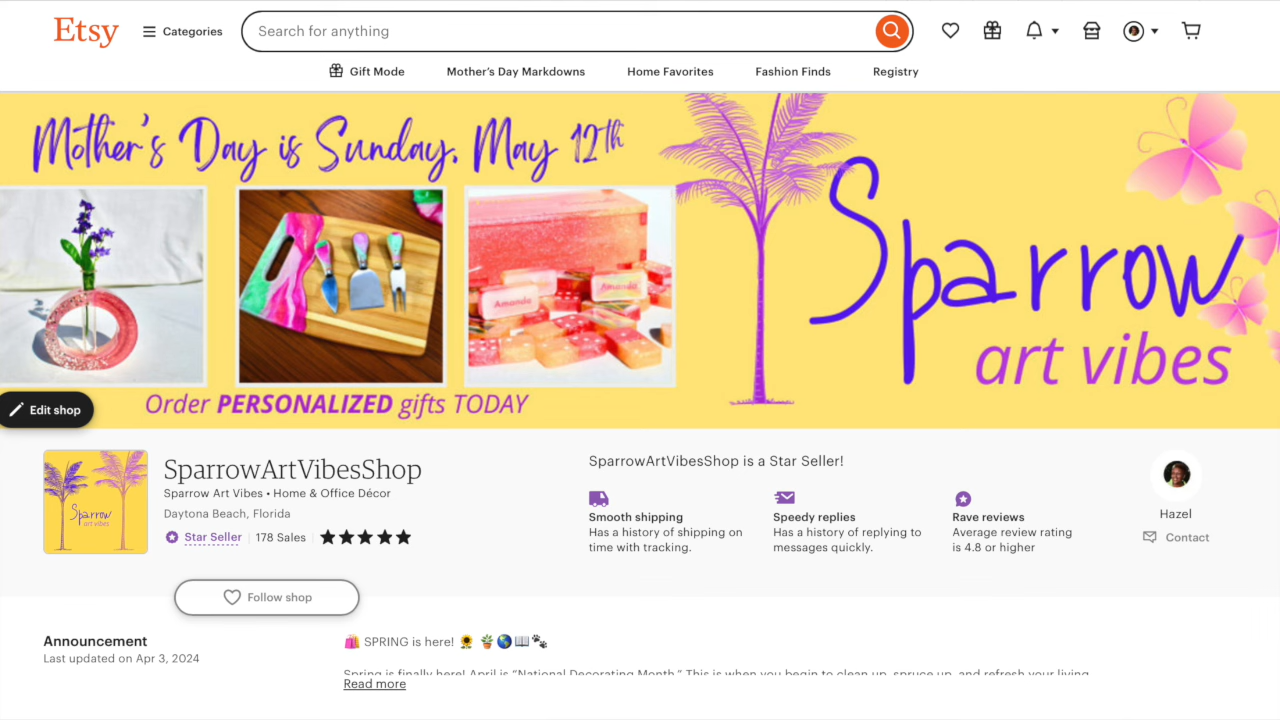 Etsy
Categories
Search for anything
Gift Mode
Mother's Day Markdowns
Home Favorites
Fashion Finds
Registry
Mother's Day is Sunday, May 12th
Amanda
Amanda
Sparrow
art vibes
Order PERSONALIZED gifts TODAY
Edit shop
Sparrow
art vibes
SparrowArtVibesShop
Sparrow Art Vibes • Home & Office Décor
Daytona Beach, Florida
Star Seller | 178 Sales |
SparrowArtVibesShop is a Star Seller!
Smooth shipping
Has a history of shipping on
time with tracking.
Speedy replies
Has a history of replying to
messages quickly.
Rave reviews
Average review rating
is 4.8 or higher
Hazel
Contact
Follow shop
Announcement
Last updated on Apr 3, 2024
🛍️ SPRING is here! 🌻 🪴🌎📖🐾
Spring is finally here! April is “National Decorating Month.” This is when you begin to clean up, spruce up, and refresh your living
Read more